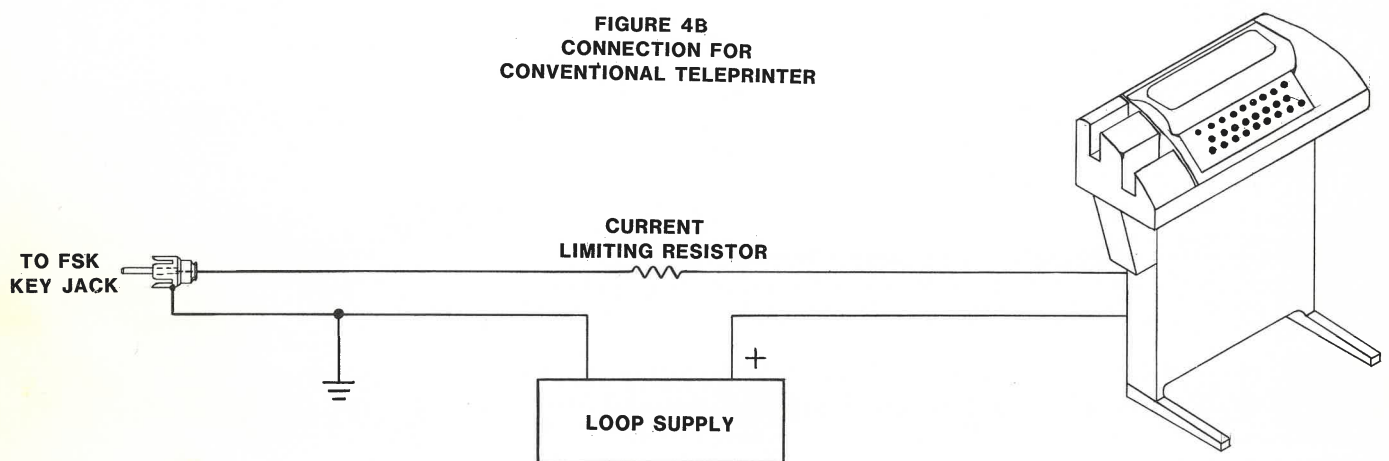 FIGURE 4B
CONNECTION FOR
CONVENTIONAL TELEPRINTER
CURRENT
LIMITING RESISTOR
TO FSK
KEY JACK
+
LOOP SUPPLY